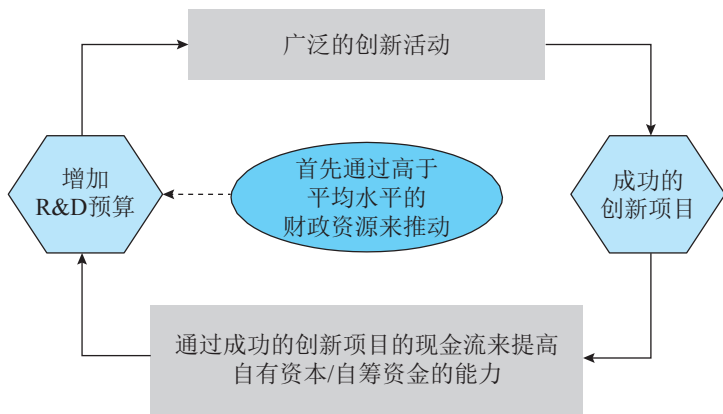 广泛的创新活动
增加
R&D预算
首先通过高于
平均水平的
财政资源来推动
成功的
创新项目
通过成功的创新项目的现金流来提高
自有资本/自筹资金的能力